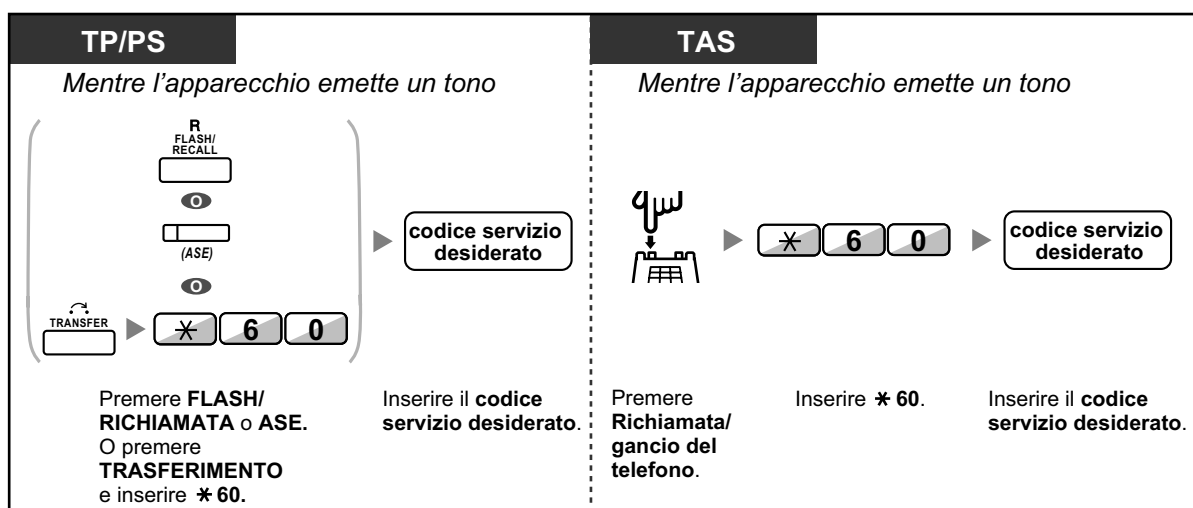 TP/PS
Mentre l'apparecchio emette un tono
R
FLASH/
RECALL
O
(ASE)
O
TRANSFER
* 6 0
codice servizio
desiderato
Premere FLASH/
RICHIAMATA o ASE.
O premere
TRASFERIMENTO
e inserire * 60.
Inserire il codice
servizio desiderato.
TAS
Mentre l'apparecchio emette un tono
* 6 0
codice servizio
desiderato
Premere
Richiamata/
gancio del
telefono.
Inserire * 60.
Inserire il codice
servizio desiderato.